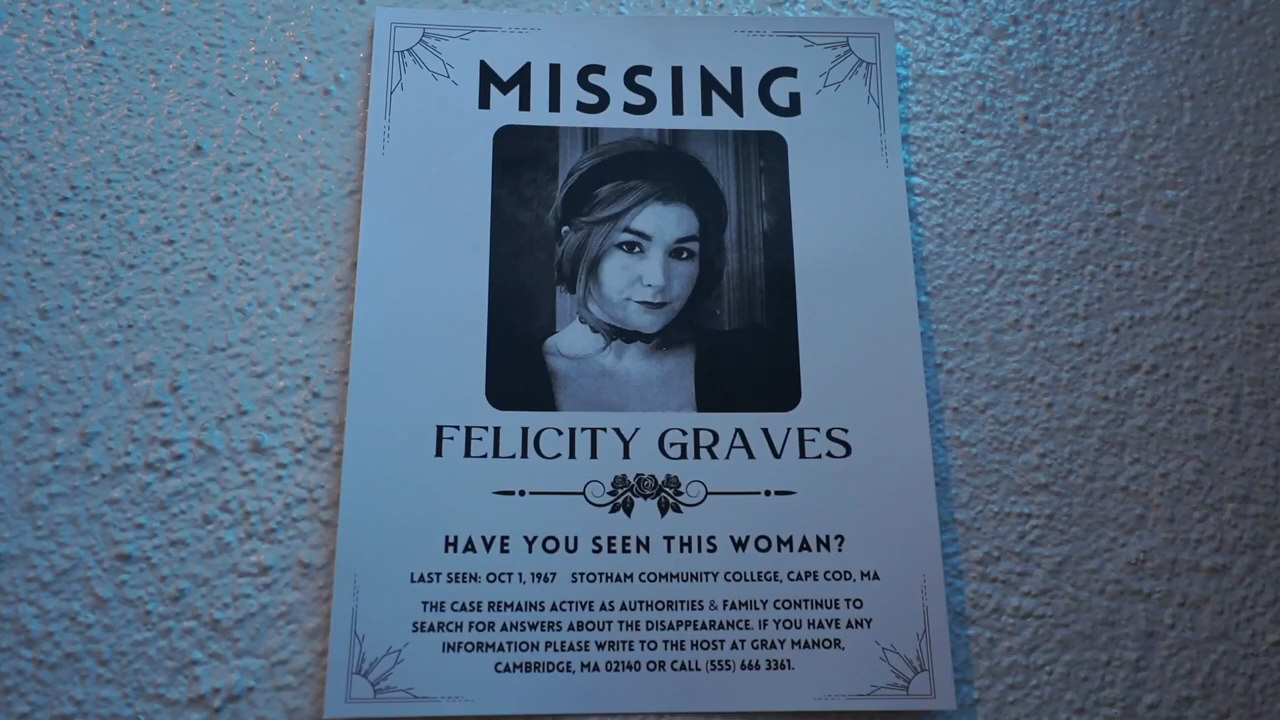 MISSING
FELICITY GRAVES
HAVE YOU SEEN THIS WOMAN?
LAST SEEN: OCT 1, 1967 STOTHAM COMMUNITY COLLEGE, CAPE COD, MA
THE CASE REMAINS ACTIVE AS AUTHORITIES & FAMILY CONTINUE TO
SEARCH FOR ANSWERS ABOUT THE DISAPPEARANCE. IF YOU HAVE ANY
INFORMATION PLEASE WRITE TO THE HOST AT GRAY MANOR,
CAMBRIDGE, MA 02140 OR CALL (555) 666 3361.